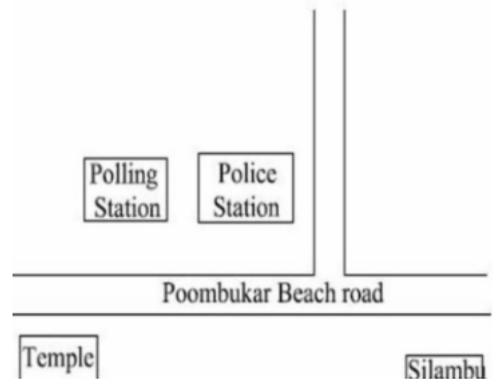 Polling
Station
Police
Station
Poombukar Beach road
Temple
Silambu